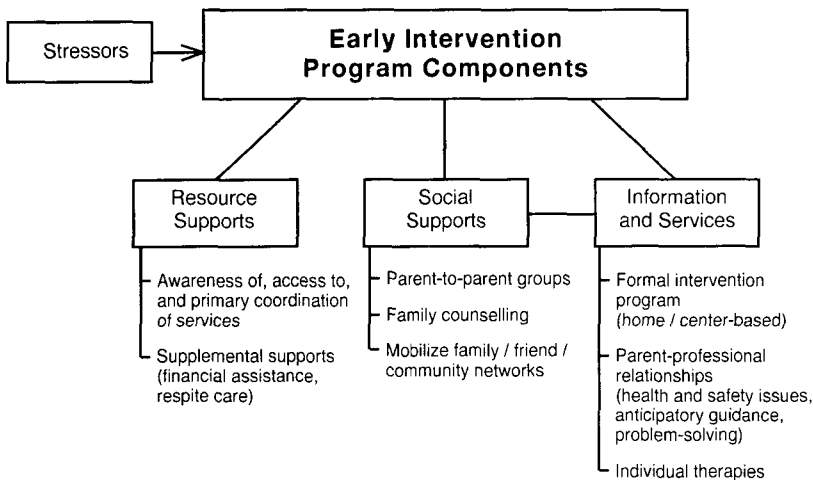 Stressors
Early Intervention
Program Components
Resource
Supports
Awareness of, access to,
and primary coordination
of services
Supplemental supports
(financial assistance,
respite care)
Social
Supports
Parent-to-parent groups
Family counselling
Mobilize family / friend /
community networks
Information
and Services
Formal intervention
program
(home / center-based)
Parent-professional
relationships
(health and safety issues,
anticipatory guidance,
problem-solving)
Individual therapies